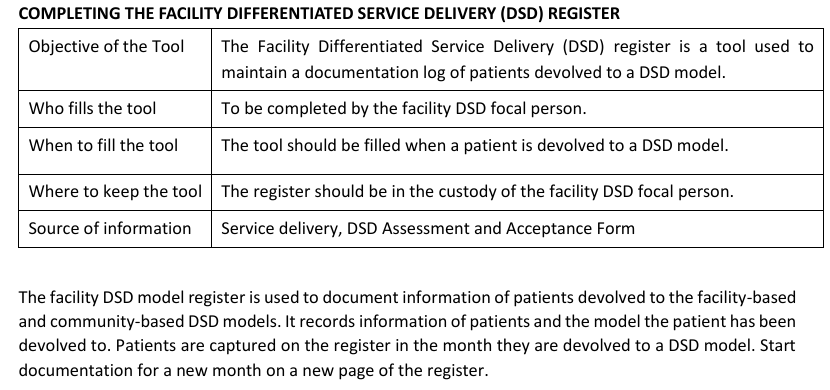 COMPLETING THE FACILITY DIFFERENTIATED SERVICE DELIVERY (DSD) REGISTER
Objective of the Tool
The Facility Differentiated Service Delivery (DSD) register is a tool used to
maintain a documentation log of patients devolved to a DSD model.
Who fills the tool
To be completed by the facility DSD focal person.
When to fill the tool
The tool should be filled when a patient is devolved to a DSD model.
Where to keep the tool
The register should be in the custody of the facility DSD focal person.
Source of information
Service delivery, DSD Assessment and Acceptance Form
The facility DSD model register is used to document information of patients devolved to the facility-based
and community-based DSD models. It records information of patients and the model the patient has been
devolved to. Patients are captured on the register in the month they are devolved to a DSD model. Start
documentation for a new month on a new page of the register.